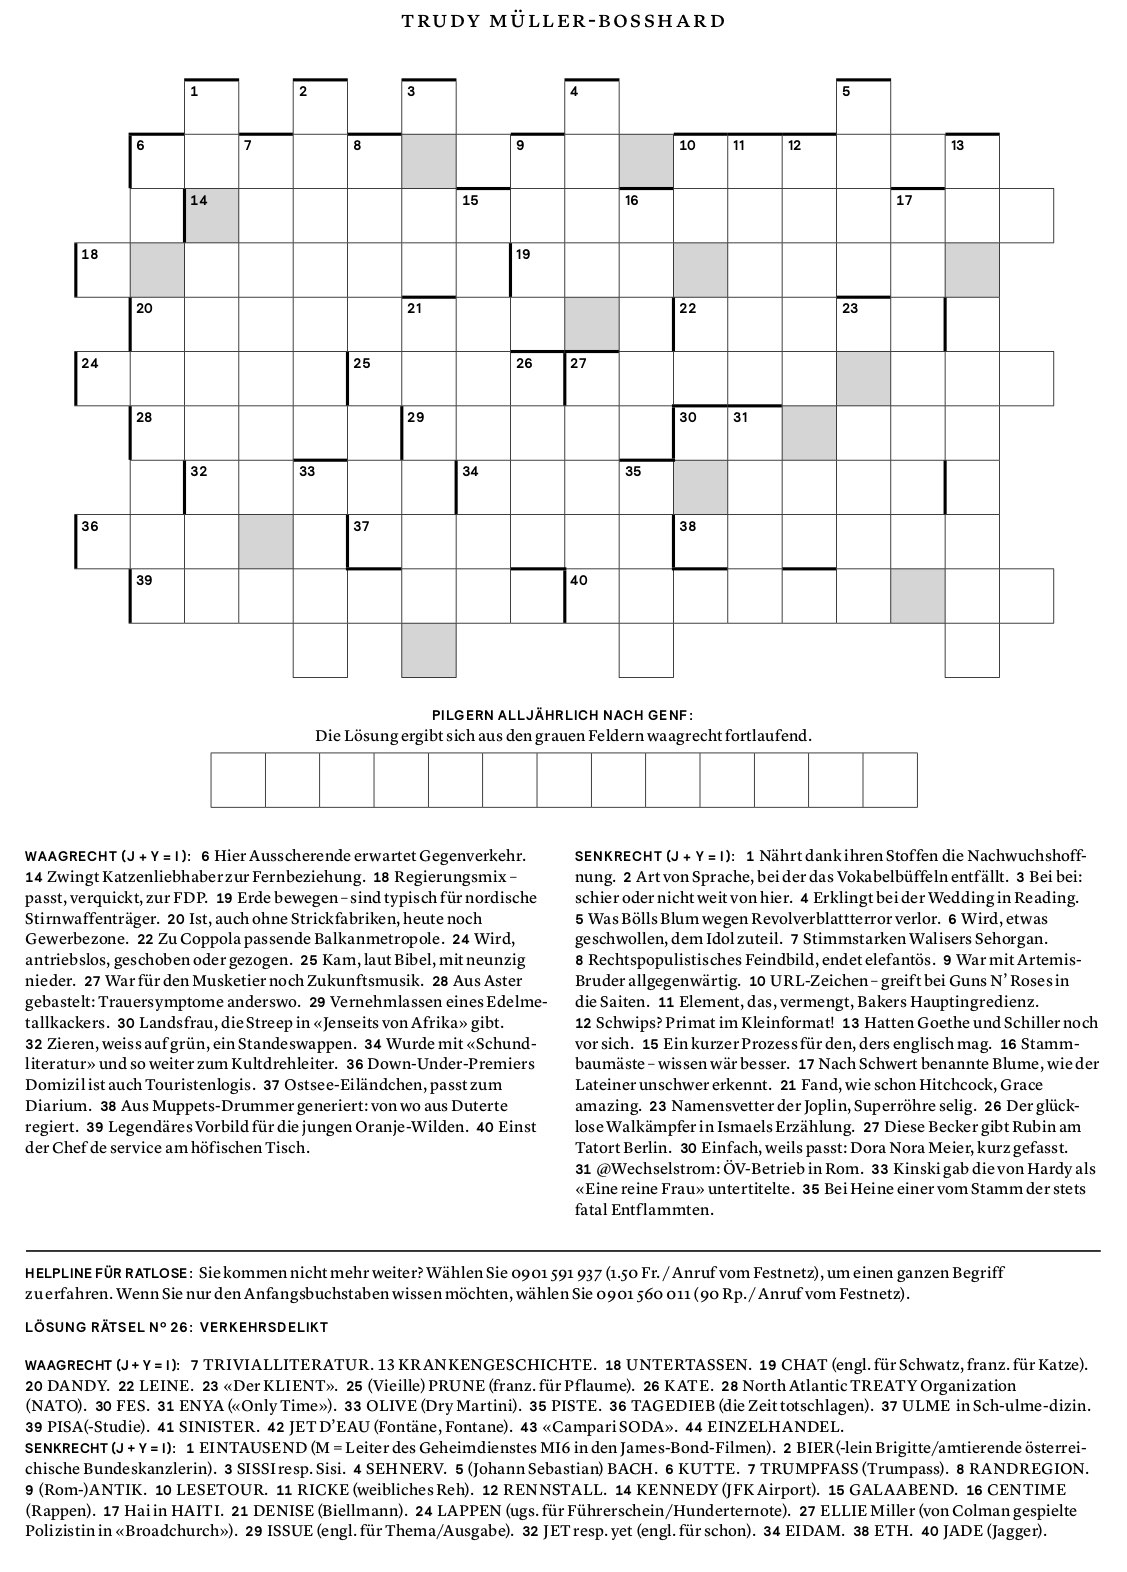 TRUDY MÜLLER-BOSSHARD
1 2 3 4 5
6 7 8 9 10 11 12 13
14 15 16 17
18 19
20 21 22 23
24 25 26 27
28 29 30 31
32 33 34 35
36 37 38
39 40
PILGERN ALLJÄHRLICH NACH GENF:
Die Lösung ergibt sich aus den grauen Feldern waagrecht fortlaufend.
WAAGRECHT (J + Y = I): 6 Hier Ausscherende erwartet Gegenverkehr.
14 Zwingt Katzenliebhaber zur Fernbeziehung. 18 Regierungsmix –
passt, verquickt, zur FDP. 19 Erde bewegen – sind typisch für nordische
Stirnwaffenträger. 20 Ist, auch ohne Strickfabriken, heute noch
Gewerbezone. 22 Zu Coppola passende Balkanmetropole. 24 Wird,
antriebslos, geschoben oder gezogen. 25 Kam, laut Bibel, mit neunzig
nieder. 27 War für den Musketier noch Zukunftsmusik. 28 Aus Aster
gebastelt: Trauersymptome anderswo. 29 Vernehmlassen eines Edelme-
tallkackers. 30 Landsfrau, die Streep in «Jenseits von Afrika» gibt.
32 Zieren, weiss auf grün, ein Standeswappen. 34 Wurde mit «Schund-
literatur» und so weiter zum Kultdrehleiter. 36 Down-Under-Premiers
Domizil ist auch Touristenlogis. 37 Ostsee-Eiländchen, passt zum
Diarium. 38 Aus Muppets-Drummer generiert: von wo aus Duterte
regiert. 39 Legendäres Vorbild für die jungen Oranje-Wilden. 40 Einst
der Chef de service am höfischen Tisch.
SENKRECHT (J + Y = I): 1 Nährt dank ihren Stoffen die Nachwuchshoff-
nung. 2 Art von Sprache, bei der das Vokabelbüffeln entfällt. 3 Bei bei:
schier oder nicht weit von hier. 4 Erklingt bei der Wedding in Reading.
5 Was Bölls Blum wegen Revolverblattterror verlor. 6 Wird, etwas
geschwollen, dem Idol zuteil. 7 Stimmstarken Walisers Sehorgan.
8 Rechtspopulistisches Feindbild, endet elefantös. 9 War mit Artemis-
Bruder allgegenwärtig. 10 URL-Zeichen – greift bei Guns N' Roses in
die Saiten. 11 Element, das, vermengt, Bakers Hauptingredienz.
12 Schwips? Primat im Kleinformat! 13 Hatten Goethe und Schiller noch
vor sich. 15 Ein kurzer Prozess für den, ders englisch mag. 16 Stamm-
baumäste – wissen wär besser. 17 Nach Schwert benannte Blume, wie der
Lateiner unschwer erkennt. 21 Fand, wie schon Hitchcock, Grace
amazing. 23 Namensvetter der Joplin, Superröhre selig. 26 Der glück-
lose Walkämpfer in Ismaels Erzählung. 27 Diese Becker gibt Rubin am
Tatort Berlin. 30 Einfach, weils passt: Dora Nora Meier, kurz gefasst.
31 @Wechselstrom: ÖV-Betrieb in Rom. 33 Kinski gab die von Hardy als
«Eine reine Frau» untertitelte. 35 Bei Heine einer vom Stamm der stets
fatal Entflammten.
HELPLINE FÜR RATLOSE: Sie kommen nicht mehr weiter? Wählen Sie 0901 591 937 (1.50 Fr. / Anruf vom Festnetz), um einen ganzen Begriff
zu erfahren. Wenn Sie nur den Anfangsbuchstaben wissen möchten, wählen Sie 0901 560 011 (90 Rp. / Anruf vom Festnetz).
LÖSUNG RÄTSEL Nº 26: VERKEHRSDELIKT
WAAGRECHT (J + Y = I): 7 TRIVIALLITERATUR. 13 KRANKENGESCHICHTE. 18 UNTERTASSEN. 19 CHAT (engl. für Schwatz, franz. für Katze).
20 DANDY. 22 LEINE. 23 «Der KLIENT». 25 (Vieille) PRUNE (franz. für Pflaume). 26 KATE. 28 North Atlantic TREATY Organization
(NATO). 30 FES. 31 ENYA («Only Time»). 33 OLIVE (Dry Martini). 35 PISTE. 36 TAGEDIEB (die Zeit totschlagen). 37 ULME in Sch-ulme-dizin.
39 PISA(-Studie). 41 SINISTER. 42 JET D'EAU (Fontäne, Fontane). 43 «Campari SODA». 44 EINZELHANDEL.
SENKRECHT (J + Y = I): 1 EINTAUSEND (M = Leiter des Geheimdienstes MI6 in den James-Bond-Filmen). 2 BIER(-lein Brigitte/amtierende österrei-
chische Bundeskanzlerin). 3 SISSI resp. Sisi. 4 SEHNERV. 5 (Johann Sebastian) BACH. 6 KUTTE. 7 TRUMPFASS (Trumpass). 8 RANDREGION.
9 (Rom-)ANTIK. 10 LESETOUR. 11 RICKE (weibliches Reh). 12 RENNSTALL. 14 KENNEDY (JFK Airport). 15 GALAABEND. 16 CENTIME
(Rappen). 17 Hai in HAITI. 21 DENISE (Biellmann). 24 LAPPEN (ugs. für Führerschein/Hunderternote). 27 ELLIE Miller (von Colman gespielte
Polizistin in «Broadchurch»). 29 ISSUE (engl. für Thema/Ausgabe). 32 JET resp. yet (engl. für schon). 34 EIDAM. 38 ETH. 40 JADE (Jagger).